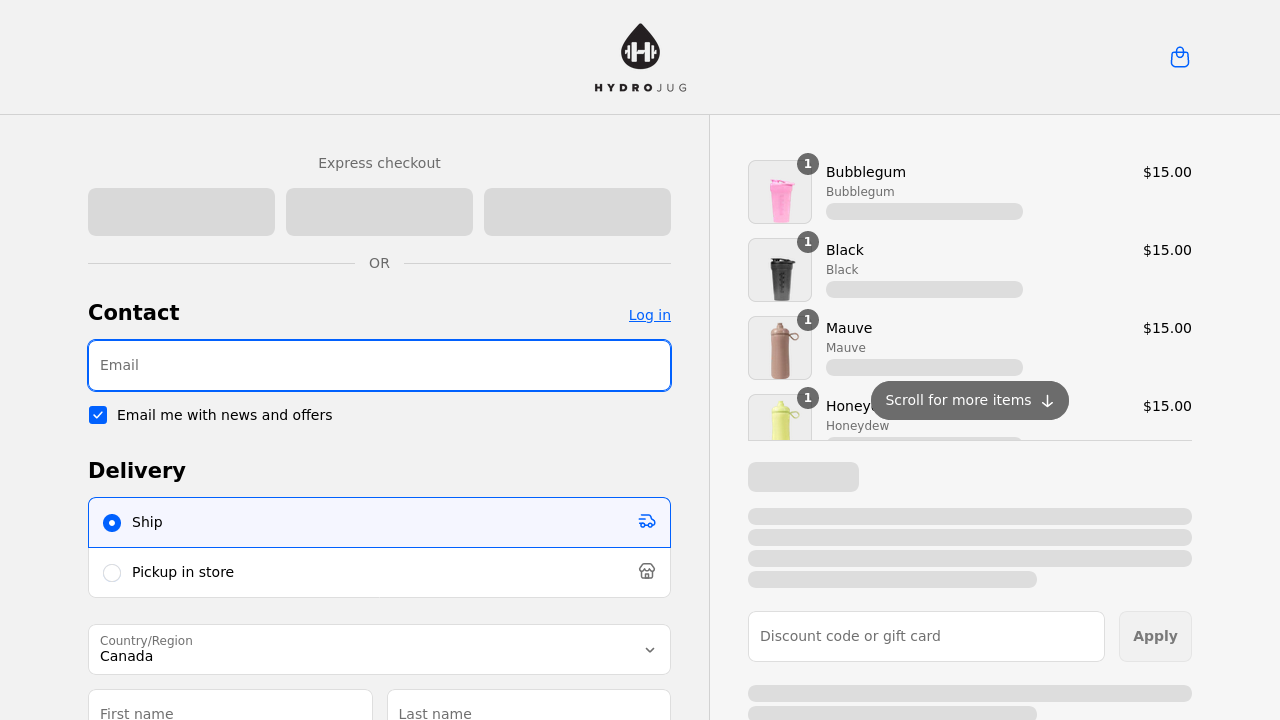 HYDROJUG
Express checkout
OR
Contact
Log in
Email
Email me with news and offers
Delivery
Ship
Pickup in store
Country/Region
Canada
First name
Last name
1
Bubblegum
$15.00
Bubblegum
1
Black
$15.00
Black
1
Mauve
$15.00
Mauve
1
$15.00
Scroll for more items
Honeydew
Discount code or gift card
Apply